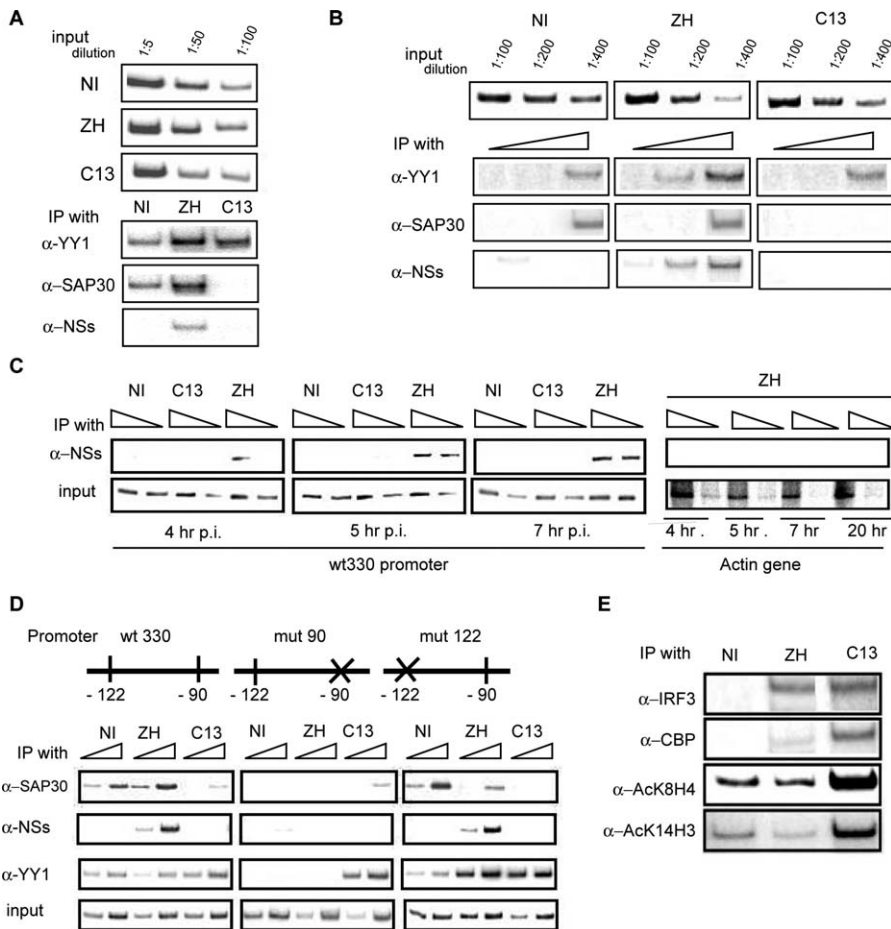 A
input dilution 1:5 1:50 1:100
NI
ZH
C13
IP with NI ZH C13
α-YY1
α–SAP30
α–NSs
B
NI ZH C13
input dilution 1:100 1:200 1:400 1:100 1:200 1:400 1:100 1:200 1:400
IP with
α-YY1
α–SAP30
α–NSs
C
NI C13 ZH NI C13 ZH NI C13 ZH ZH
IP with
α–NSs
input
4 hr p.i. 5 hr p.i. 7 hr p.i. 4 hr . 5 hr . 7 hr 20 hr
wt330 promoter Actin gene
D
Promoter wt 330 mut 90 mut 122
- 122 - 90 - 122 - 90 - 122 - 90
IP with NI ZH C13 NI ZH C13 NI ZH C13
α–SAP30
α-NSs
α-YY1
input
E
IP with NI ZH C13
α–IRF3
α–CBP
α–AcK8H4
α–AcK14H3